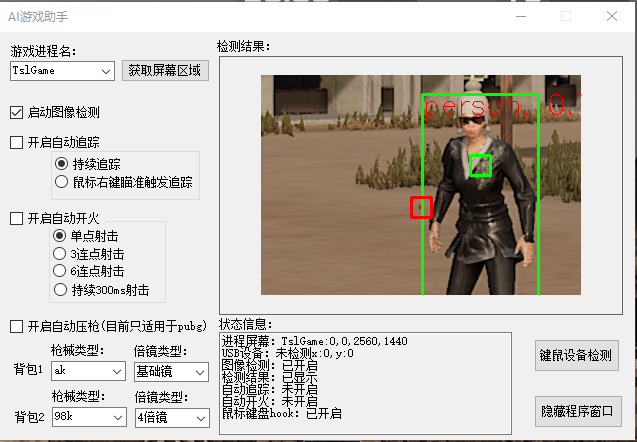 AI游戏助手
游戏进程名:
TslGame
获取屏幕区域
启动图像检测
开启自动追踪
持续追踪
鼠标右键瞄准触发追踪
开启自动开火
单点射击
3连点射击
6连点射击
持续300ms射击
开启自动压枪(目前只适用于pubg)
枪械类型:
倍镜类型:
背包1
ak
基础镜
枪械类型:
倍镜类型:
背包2
98k
4倍镜
检测结果:
person, 0.
状态信息:
进程屏幕: TslGame:0,0,2560,1440
USB设备: 未检测x:0,y:0
图像检测: 已开启
检测结果: 已显示
自动追踪: 未开启
自动开火: 未开启
鼠标键盘hook: 已开启
键鼠设备检测
隐藏程序窗口